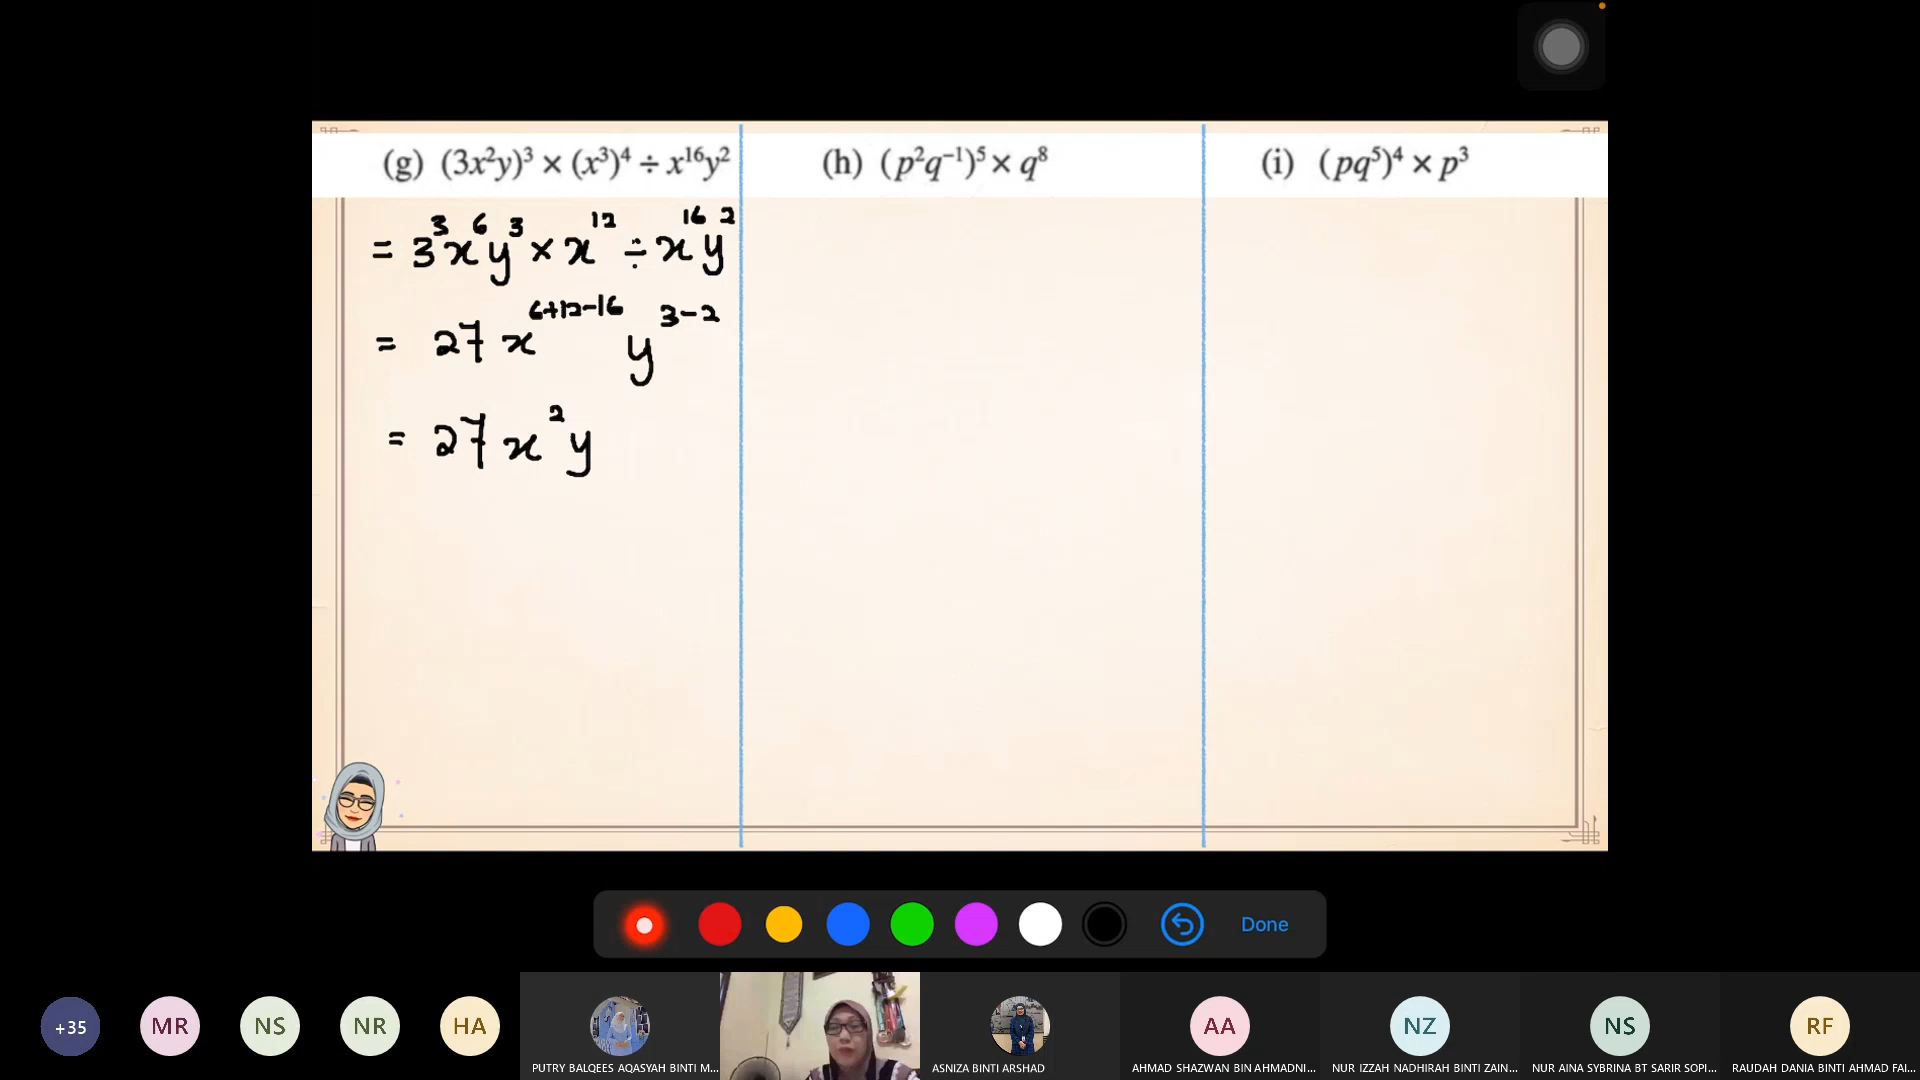 (g) (3x²y)³ × (x³)⁴ ÷ x¹⁶y²
(h) (p²q⁻¹)⁵ × q⁸
(i) (pq⁵)⁴ × p³
= 3³x⁶y³ × x¹² ÷ x¹⁶y²
= 27 x⁶⁺¹²⁻¹⁶ y³⁻²
= 27 x² y
Done
+35
MR
NS
NR
HA
PUTRY BALQEES AQASYAH BINTI M...
ASNIZA BINTI ARSHAD
AA
AHMAD SHAZWAN BIN AHMADNI...
NZ
NUR IZZAH NADHIRAH BINTI ZAIN...
NS
NUR AINA SYBRINA BT SARIR SOPI...
RF
RAUDAH DANIA BINTI AHMAD FAI...